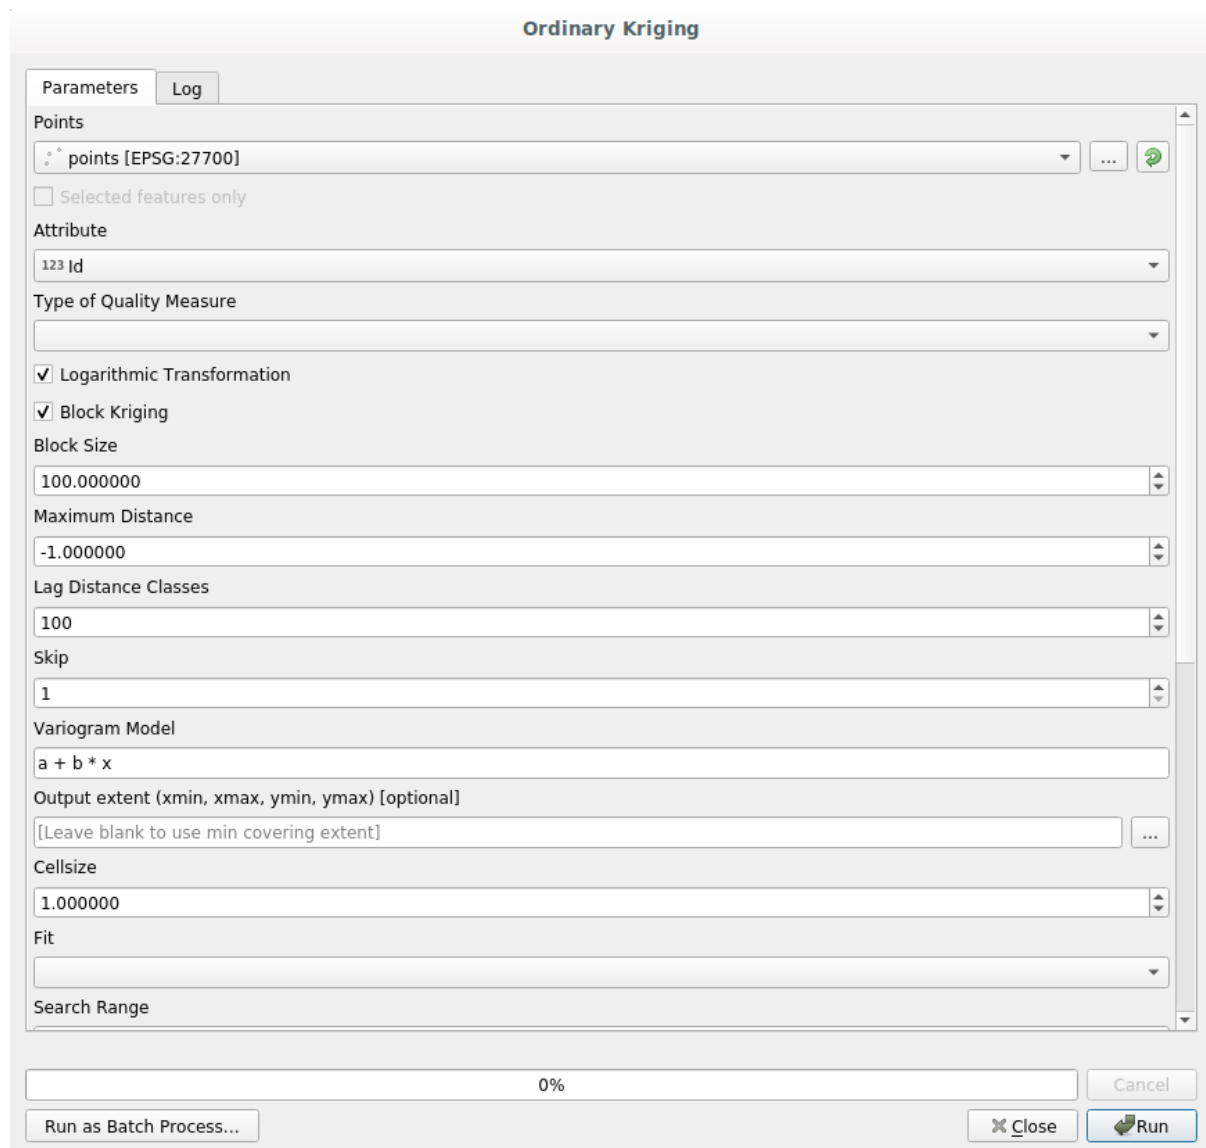 Ordinary Kriging
Parameters Log
Points
points [EPSG:27700] ...
Selected features only
Attribute
123 Id
Type of Quality Measure
Logarithmic Transformation
Block Kriging
Block Size
100.000000
Maximum Distance
-1.000000
Lag Distance Classes
100
Skip
1
Variogram Model
a + b * x
Output extent (xmin, xmax, ymin, ymax) [optional]
[Leave blank to use min covering extent] ...
Cellsize
1.000000
Fit
Search Range
0% Cancel
Run as Batch Process... Close Run